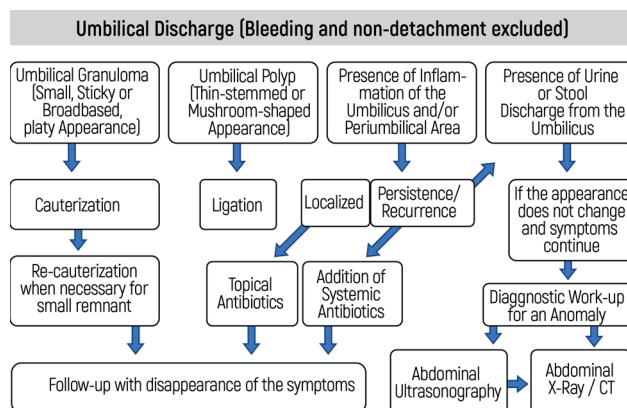 Umbilical Discharge (Bleeding and non-detachment excluded)
Umbilical Granuloma
(Small, Sticky or
Broadbased,
platy Appearance)
Umbilical Polyp
(Thin-stemmed or
Mushroom-shaped
Appearance)
Presence of Inflam-
mation of the
Umbilicus and/or
Periumbilical Area
Presence of Urine
or Stool
Discharge from the
Umbilicus
Cauterization
Ligation
Localized
Persistence/
Recurrence
If the appearance
does not change
and symptoms
continue
Re-cauterization
when necessary for
small remnant
Topical
Antibiotics
Addition of
Systemic
Antibiotics
Diaggnostic Work-up
for an Anomaly
Follow-up with disappearance of the symptoms
Abdominal
Ultrasonography
Abdominal
X-Ray / CT